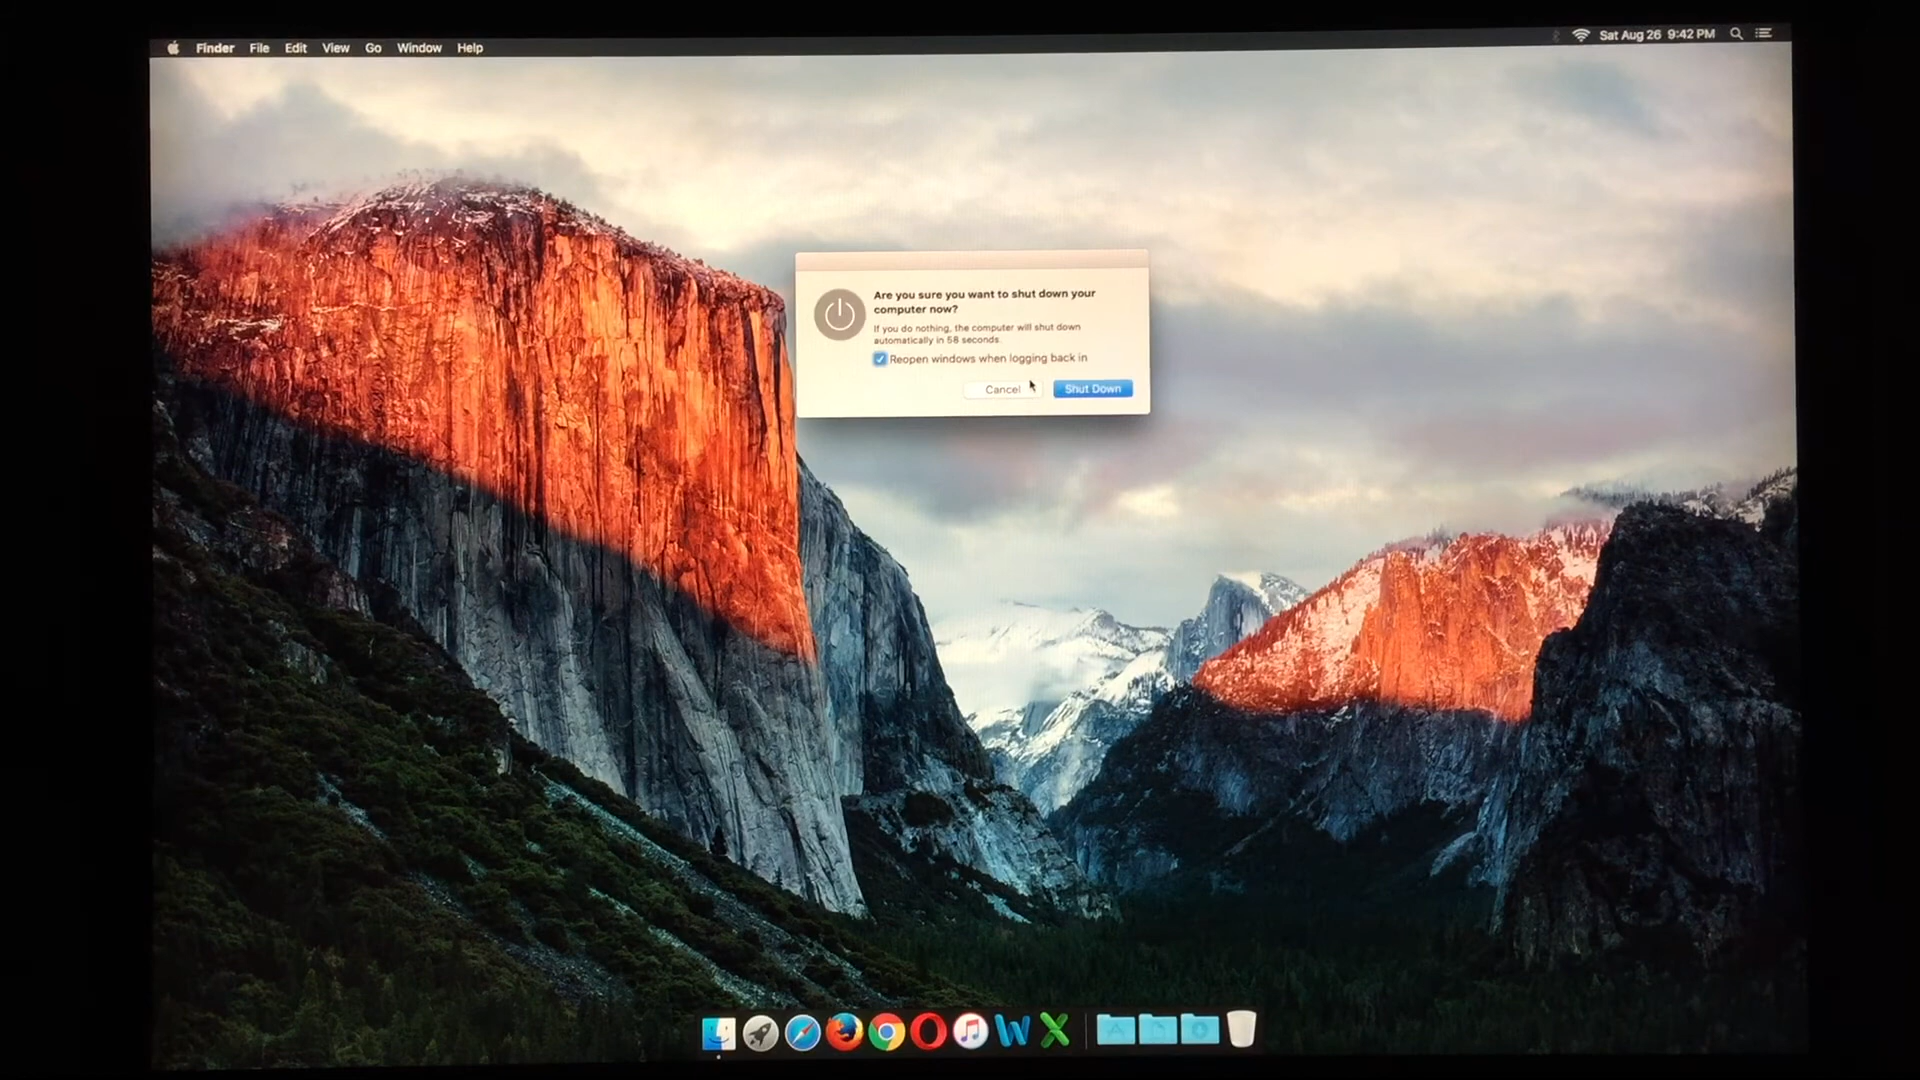 Finder File Edit View Go Window Help
Sat Aug 26 9:42 PM
Are you sure you want to shut down your
computer now?
If you do nothing, the computer will shut down
automatically in 58 seconds.
Reopen windows when logging back in
Cancel Shut Down